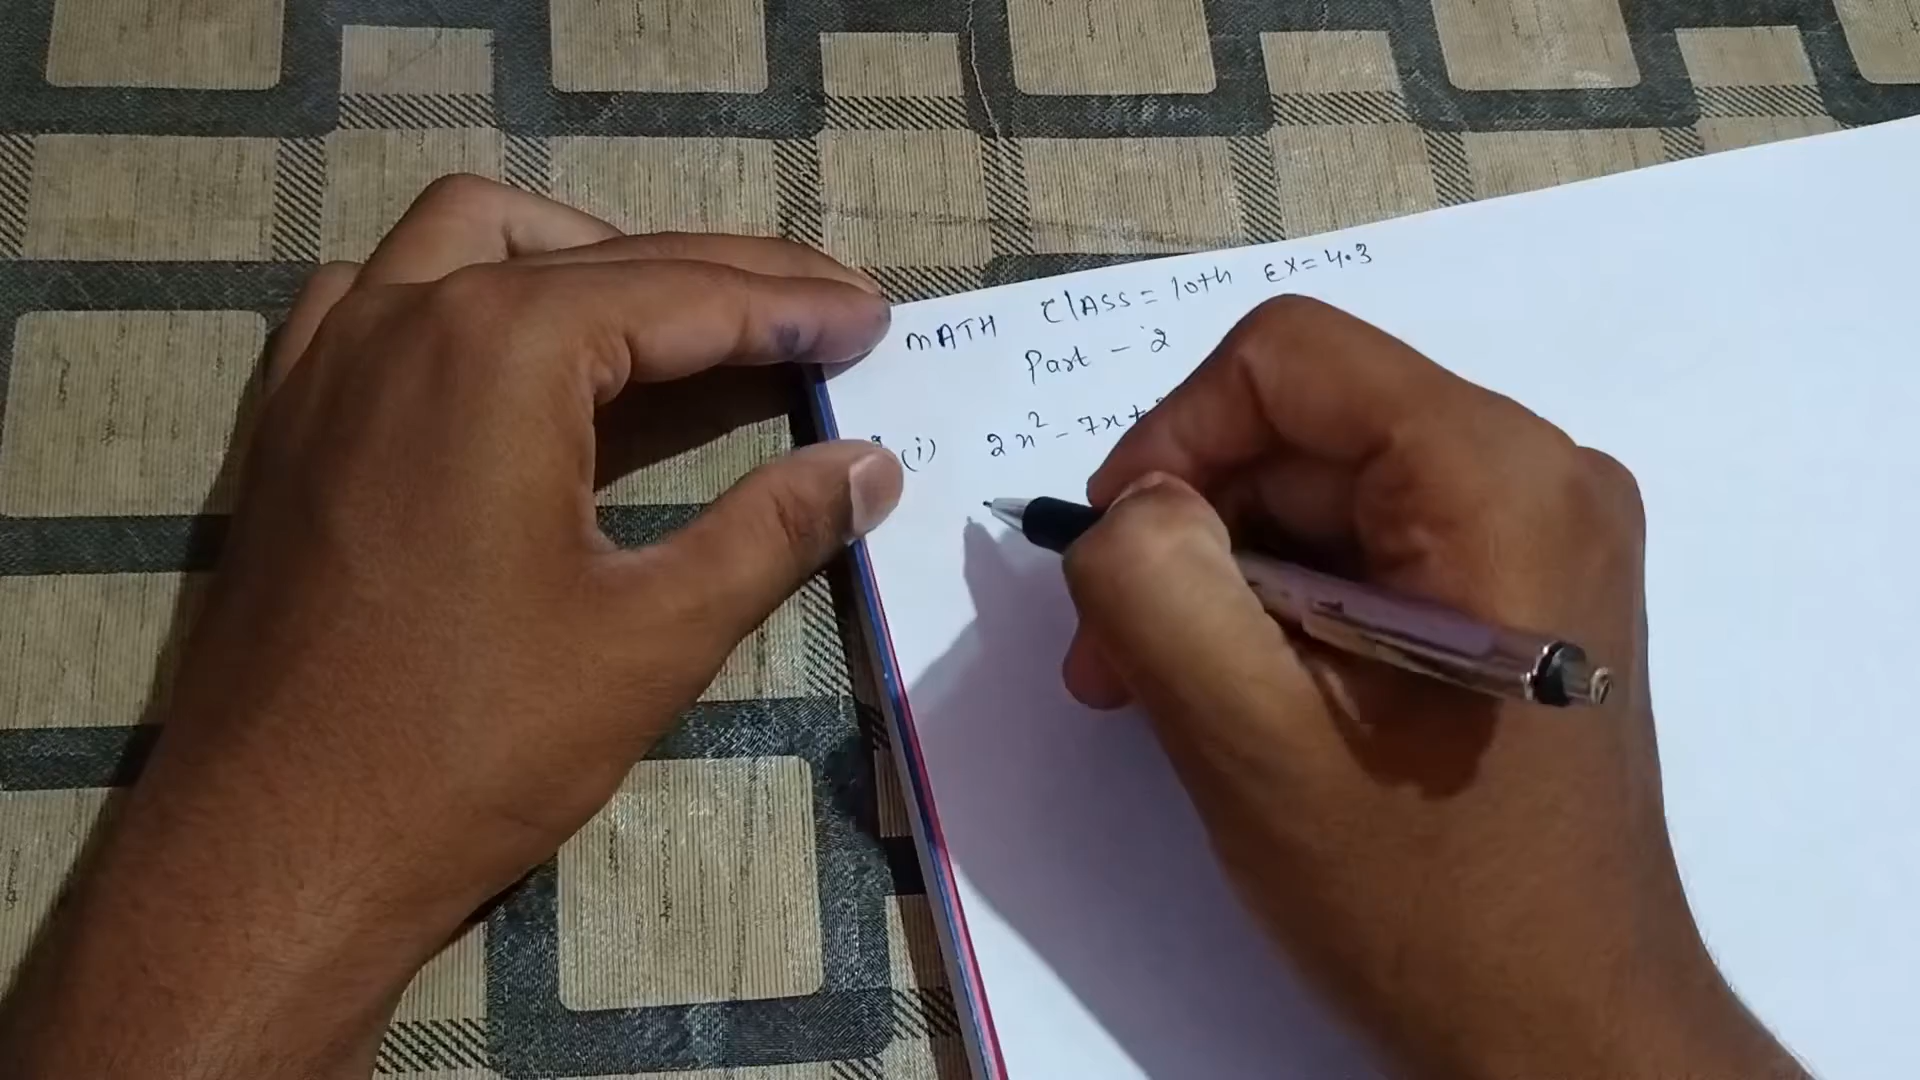 MATH Class = 10th Ex = 4.3
Part - 2
(i) 2x² - 7x +